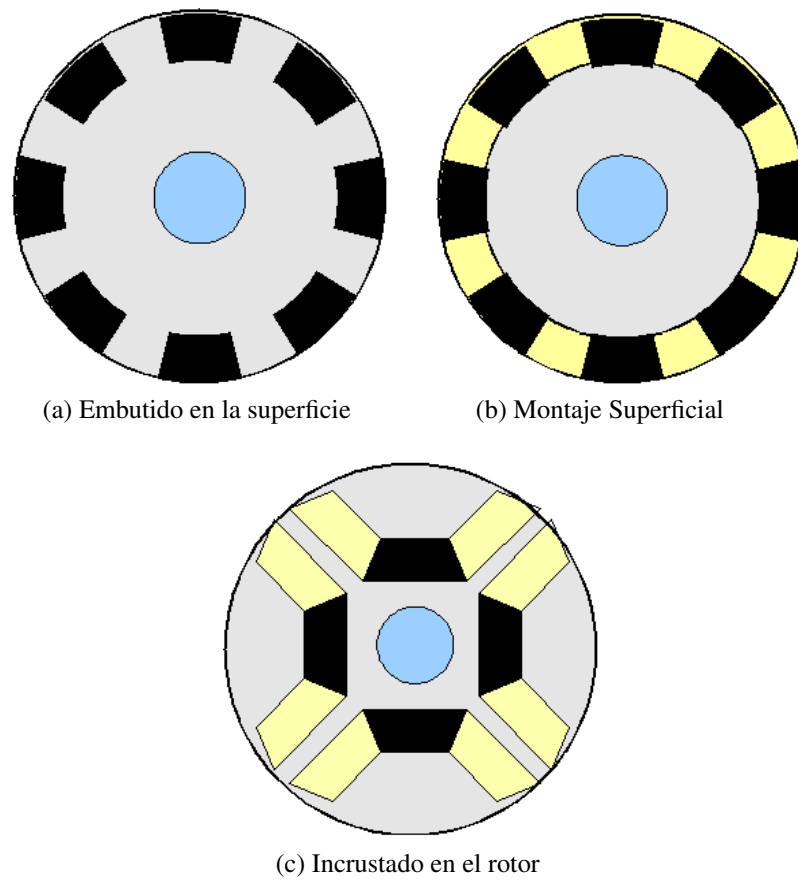 (a) Embutido en la superficie
(b) Montaje Superficial
(c) Incrustado en el rotor